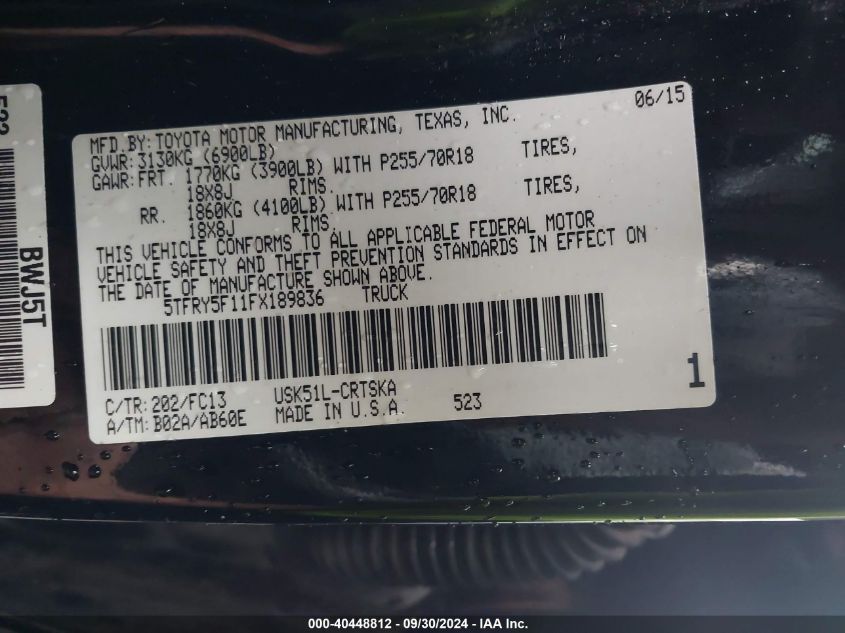 522
BWJ5T
06/15
MFD.BY: TOYOTA MOTOR MANUFACTURING, TEXAS, INC.
GVWR: 3130KG (6900LB)
GAWR: FRT. 1770KG (3900LB) WITH P255/70R18 TIRES,
18X8J RIMS.
RR. 1860KG (4100LB) WITH P255/70R18 TIRES,
18X8J RIMS.
THIS VEHICLE CONFORMS TO ALL APPLICABLE FEDERAL MOTOR
VEHICLE SAFETY AND THEFT PREVENTION STANDARDS IN EFFECT ON
THE DATE OF MANUFACTURE SHOWN ABOVE.
5TFRY5F11FX189836 TRUCK
C/TR: 202/FC13 USK51L-CRTSKA
A/TM: B02A/AB60E MADE IN U.S.A. 523
1
000-40448812 - 09/30/2024 - IAA Inc.